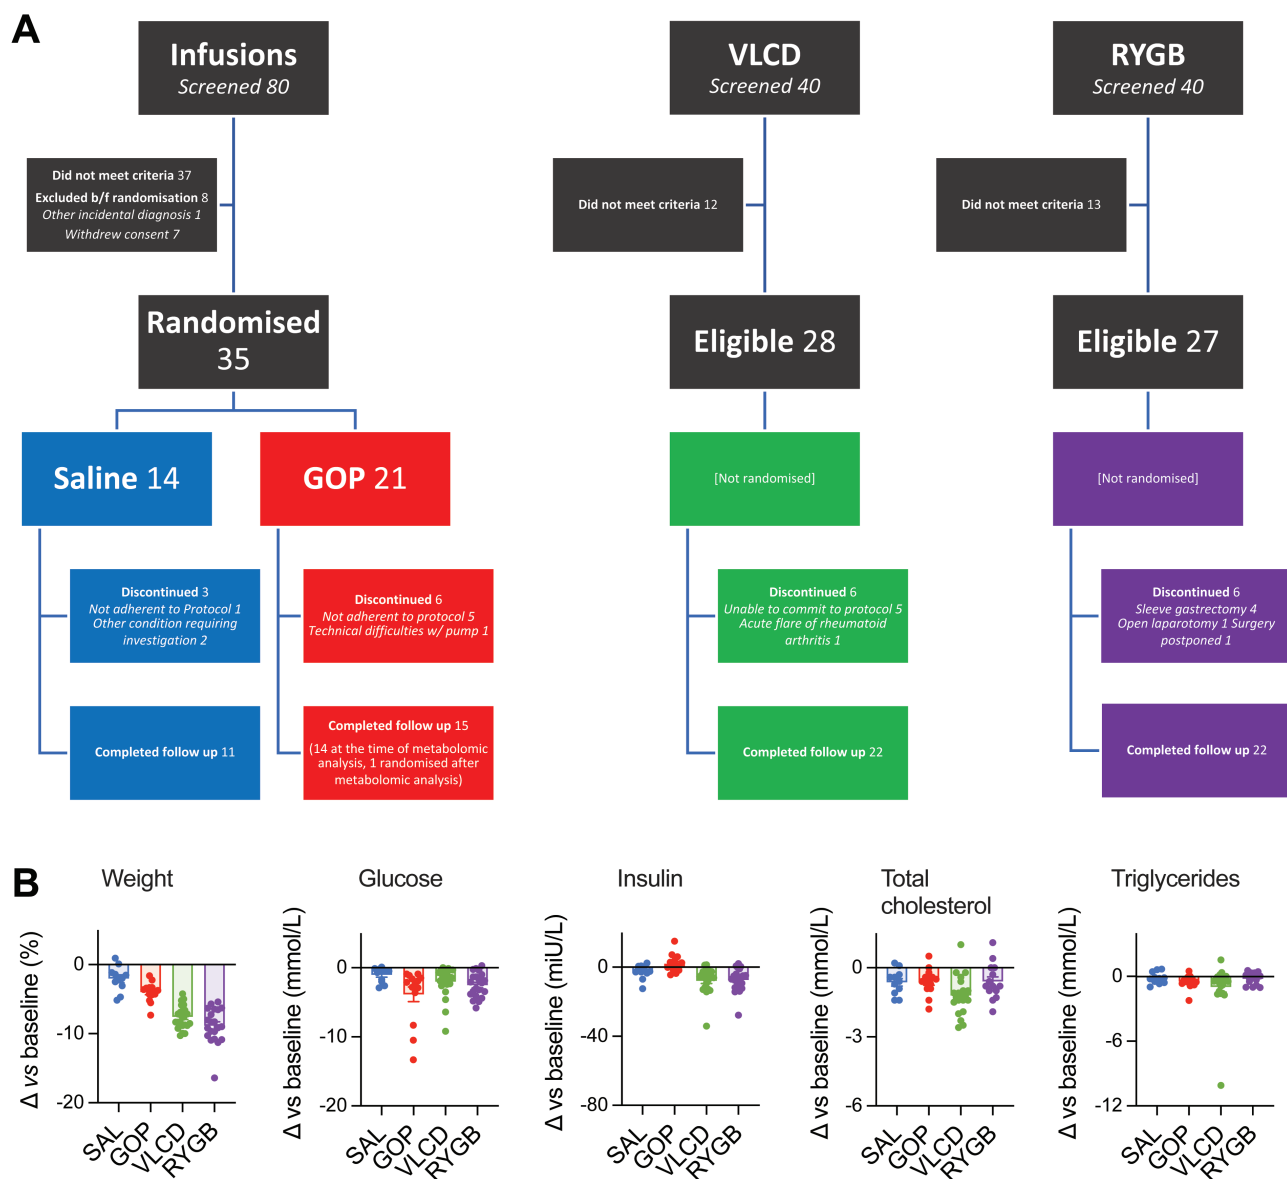 A
Infusions
Screened 80
VLCD
Screened 40
RYGB
Screened 40
Did not meet criteria 37
Excluded b/f randomisation 8
Other incidental diagnosis 1
Withdrew consent 7
Did not meet criteria 12
Did not meet criteria 13
Randomised
35
Eligible 28
Eligible 27
Saline 14
GOP 21
[Not randomised]
[Not randomised]
Discontinued 3
Not adherent to Protocol 1
Other condition requiring
investigation 2
Discontinued 6
Not adherent to protocol 5
Technical difficulties w/ pump 1
Discontinued 6
Unable to commit to protocol 5
Acute flare of rheumatoid
arthritis 1
Discontinued 6
Sleeve gastrectomy 4
Open laparotomy 1 Surgery
postponed 1
Completed follow up 11
Completed follow up 15
(14 at the time of metabolomic
analysis, 1 randomised after
metabolomic analysis)
Completed follow up 22
Completed follow up 22
B
Weight
Δ vs baseline (%)
0
-10
-20
SAL
GOP
VLCD
RYGB
Glucose
Δ vs baseline (mmol/L)
0
-10
-20
SAL
GOP
VLCD
RYGB
Insulin
Δ vs baseline (miU/L)
0
-40
-80
SAL
GOP
VLCD
RYGB
Total
cholesterol
Δ vs baseline (mmol/L)
0
-3
-6
SAL
GOP
VLCD
RYGB
Triglycerides
Δ vs baseline (mmol/L)
0
-6
-12
SAL
GOP
VLCD
RYGB